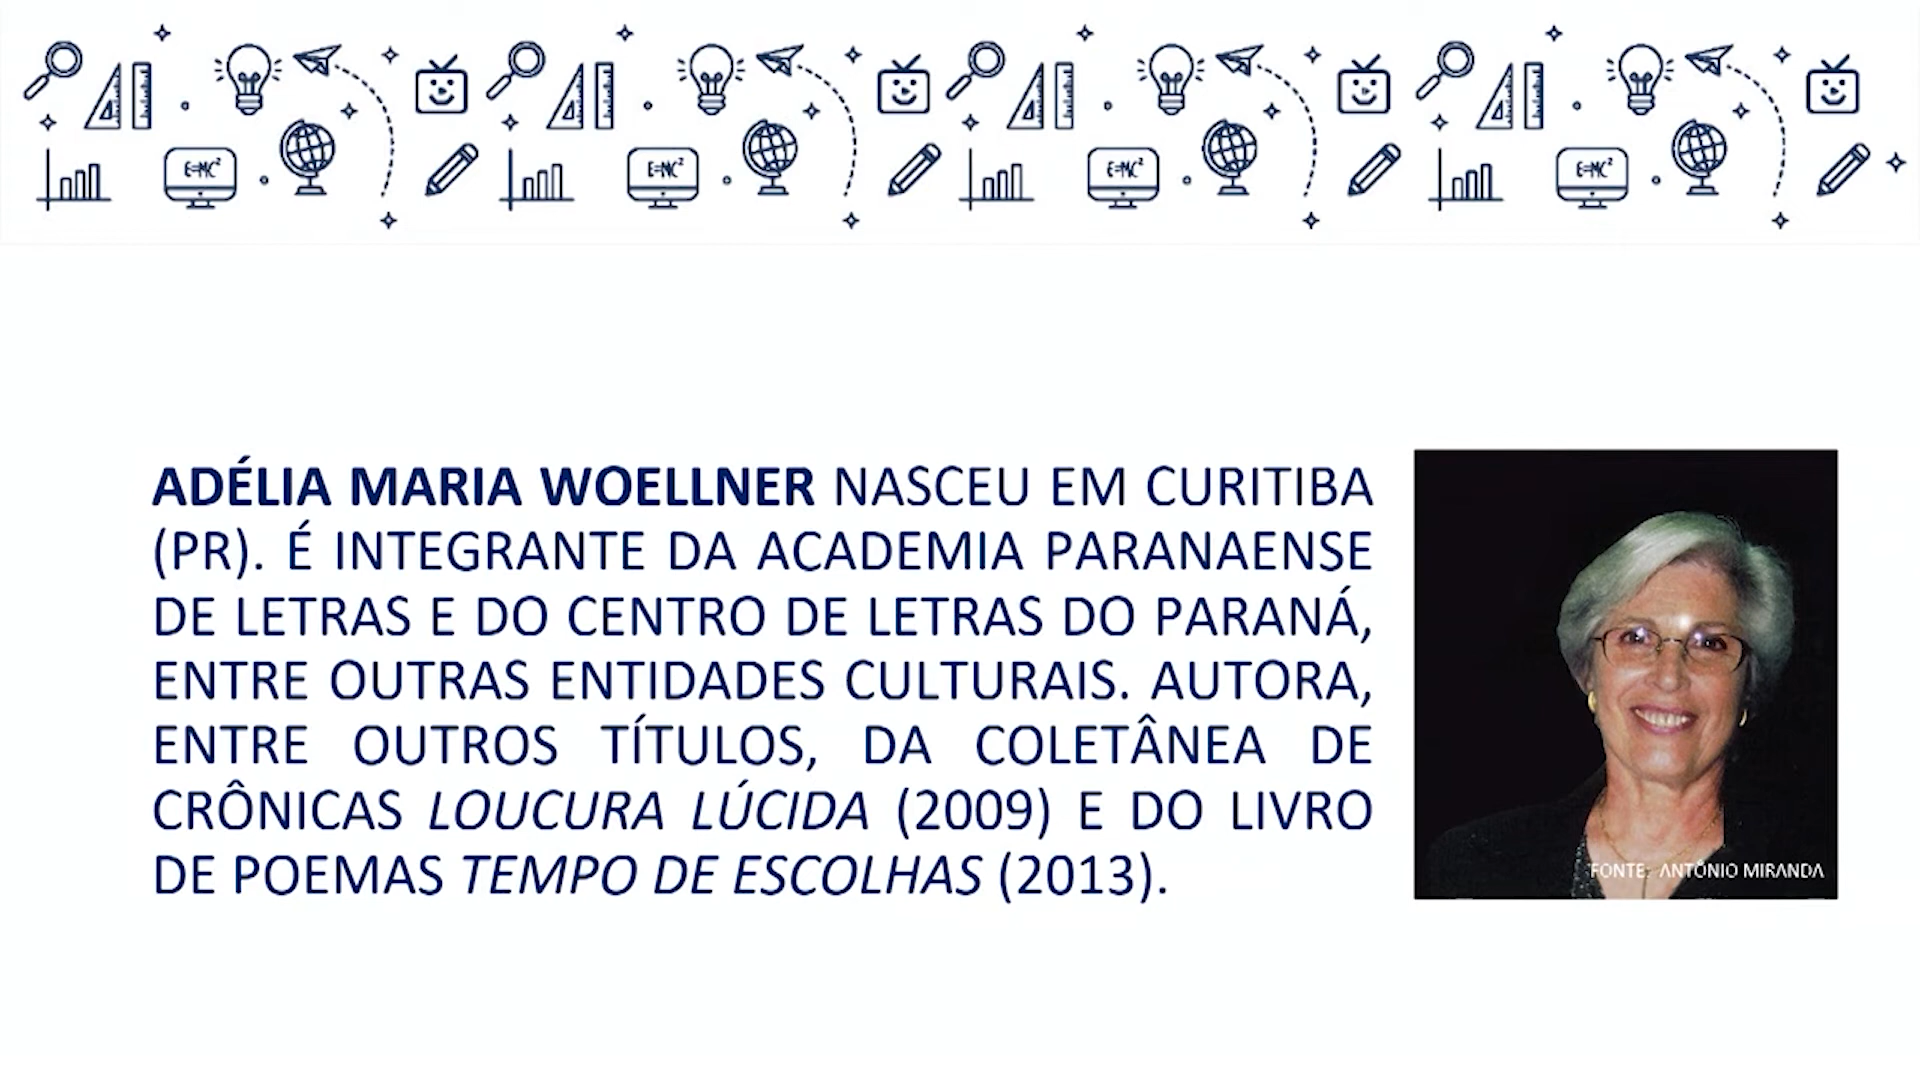 E=MC²
E=MC²
E=MC²
E=MC²
ADÉLIA MARIA WOELLNER NASCEU EM CURITIBA
(PR). É INTEGRANTE DA ACADEMIA PARANAENSE
DE LETRAS E DO CENTRO DE LETRAS DO PARANÁ,
ENTRE OUTRAS ENTIDADES CULTURAIS. AUTORA,
ENTRE OUTROS TÍTULOS, DA COLETÂNEA DE
CRÔNICAS LOUCURA LÚCIDA (2009) E DO LIVRO
DE POEMAS TEMPO DE ESCOLHAS (2013).
FONTE: ANTÔNIO MIRANDA